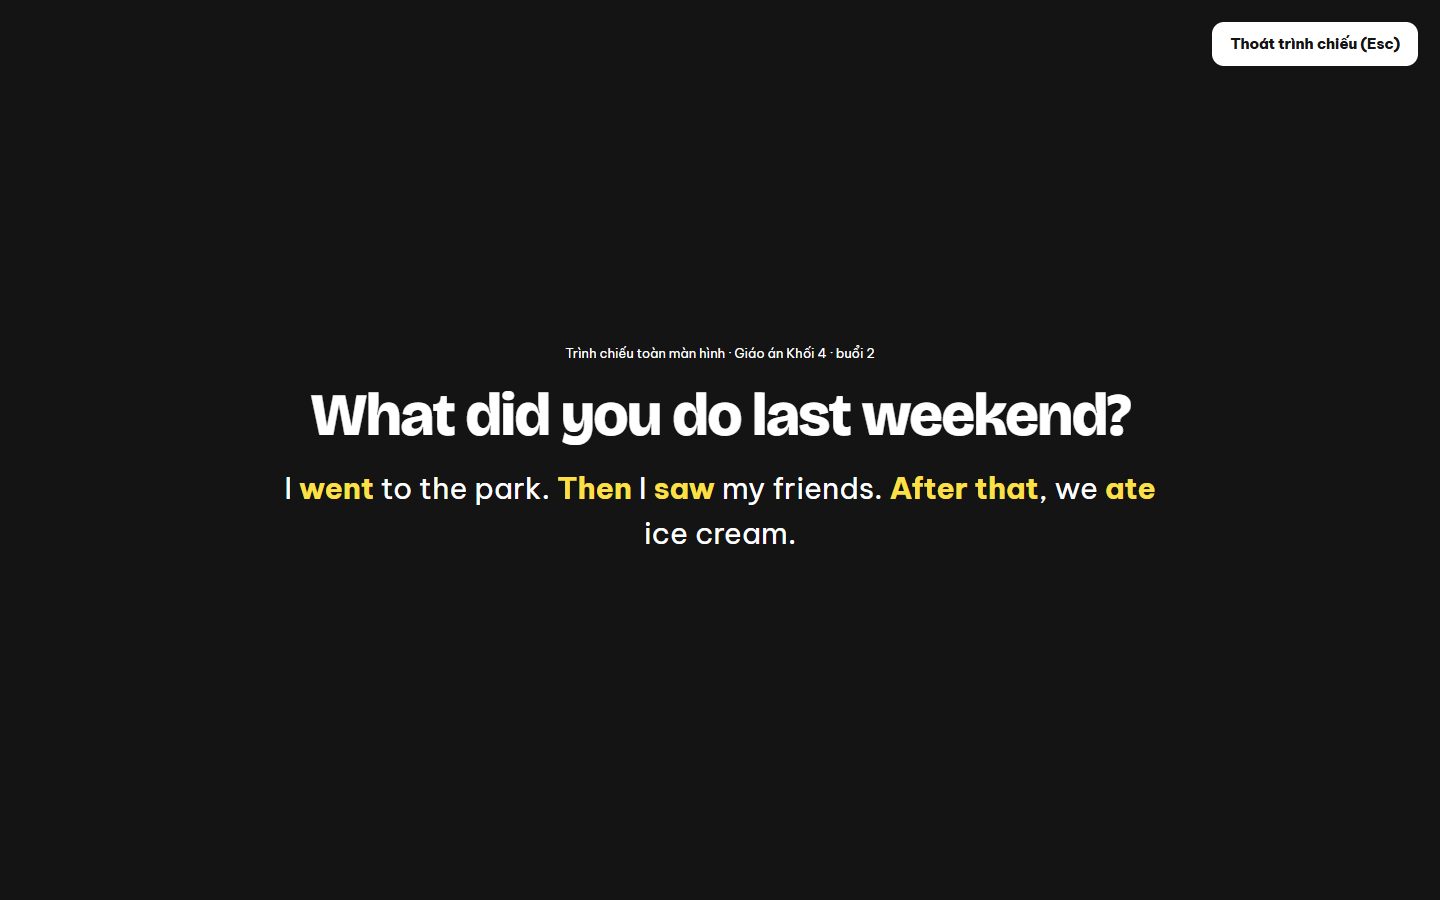 Thoát trình chiếu (Esc)
Trình chiếu toàn màn hình · Giáo án Khối 4 · buổi 2
What did you do last weekend?
I went to the park. Then I saw my friends. After that, we ate
ice cream.